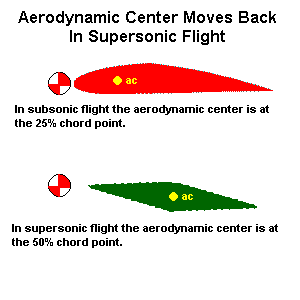 Aerodynamic Center Moves Back
In Supersonic Flight
ac
In subsonic flight the aerodynamic center is at
the 25% chord point.
ac
In supersonic flight the aerodynamic center is at
the 50% chord point.